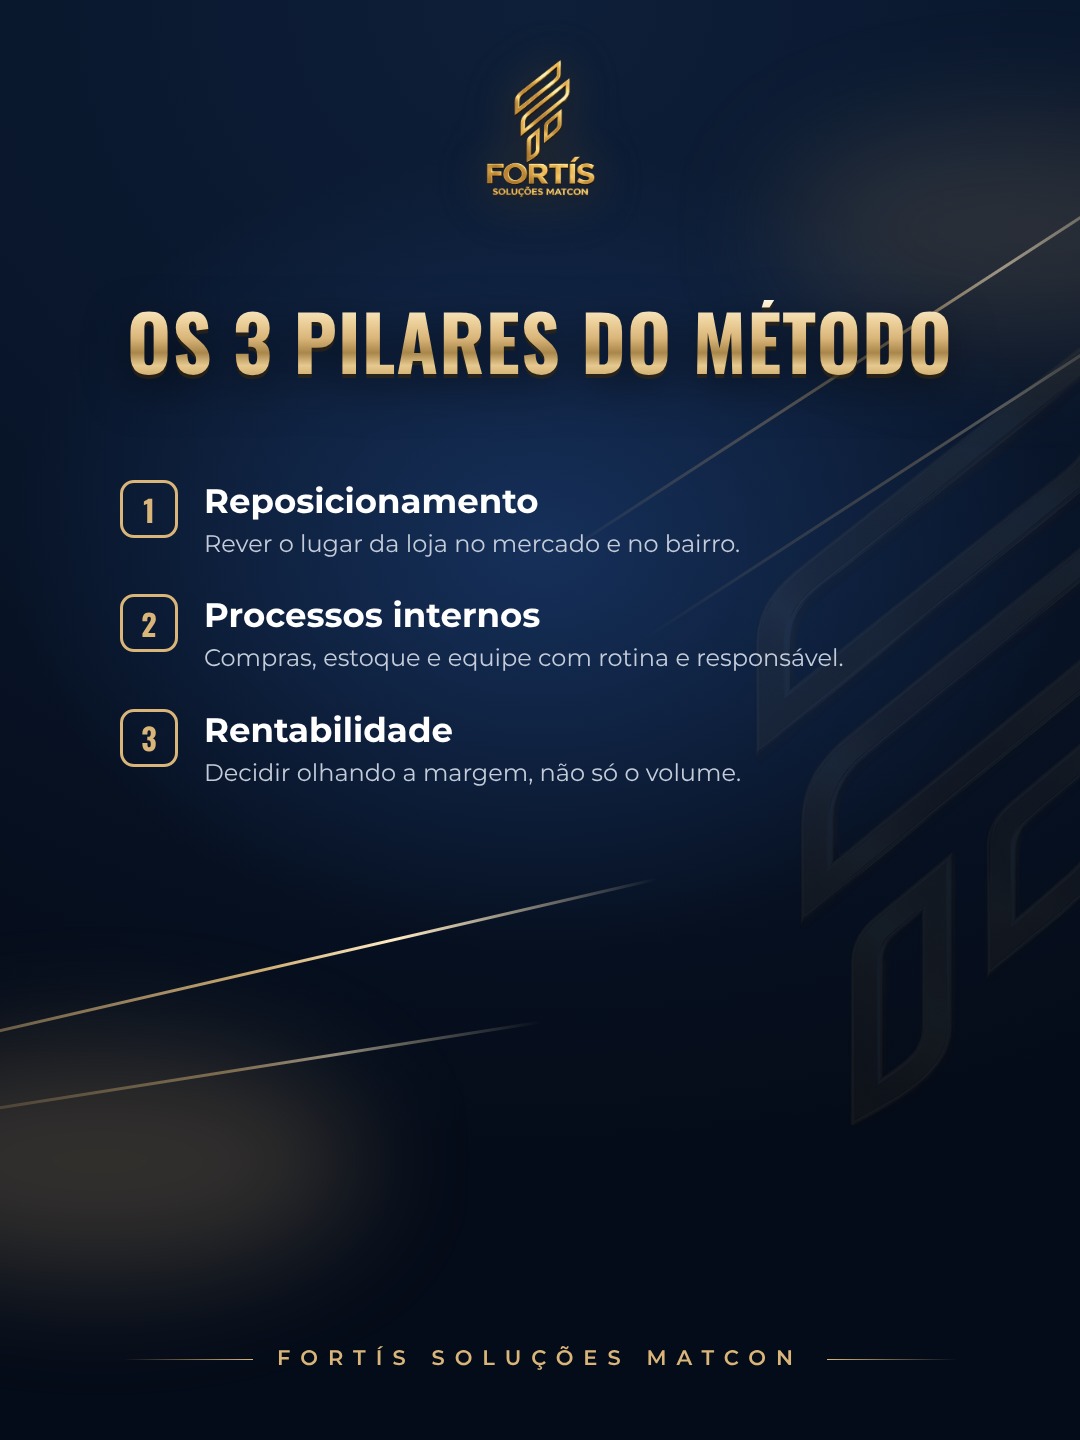 FORTÍS
SOLUÇÕES MATCON
OS 3 PILARES DO MÉTODO
1
Reposicionamento
Rever o lugar da loja no mercado e no bairro.
2
Processos internos
Compras, estoque e equipe com rotina e responsável.
3
Rentabilidade
Decidir olhando a margem, não só o volume.
FORTÍS SOLUÇÕES MATCON